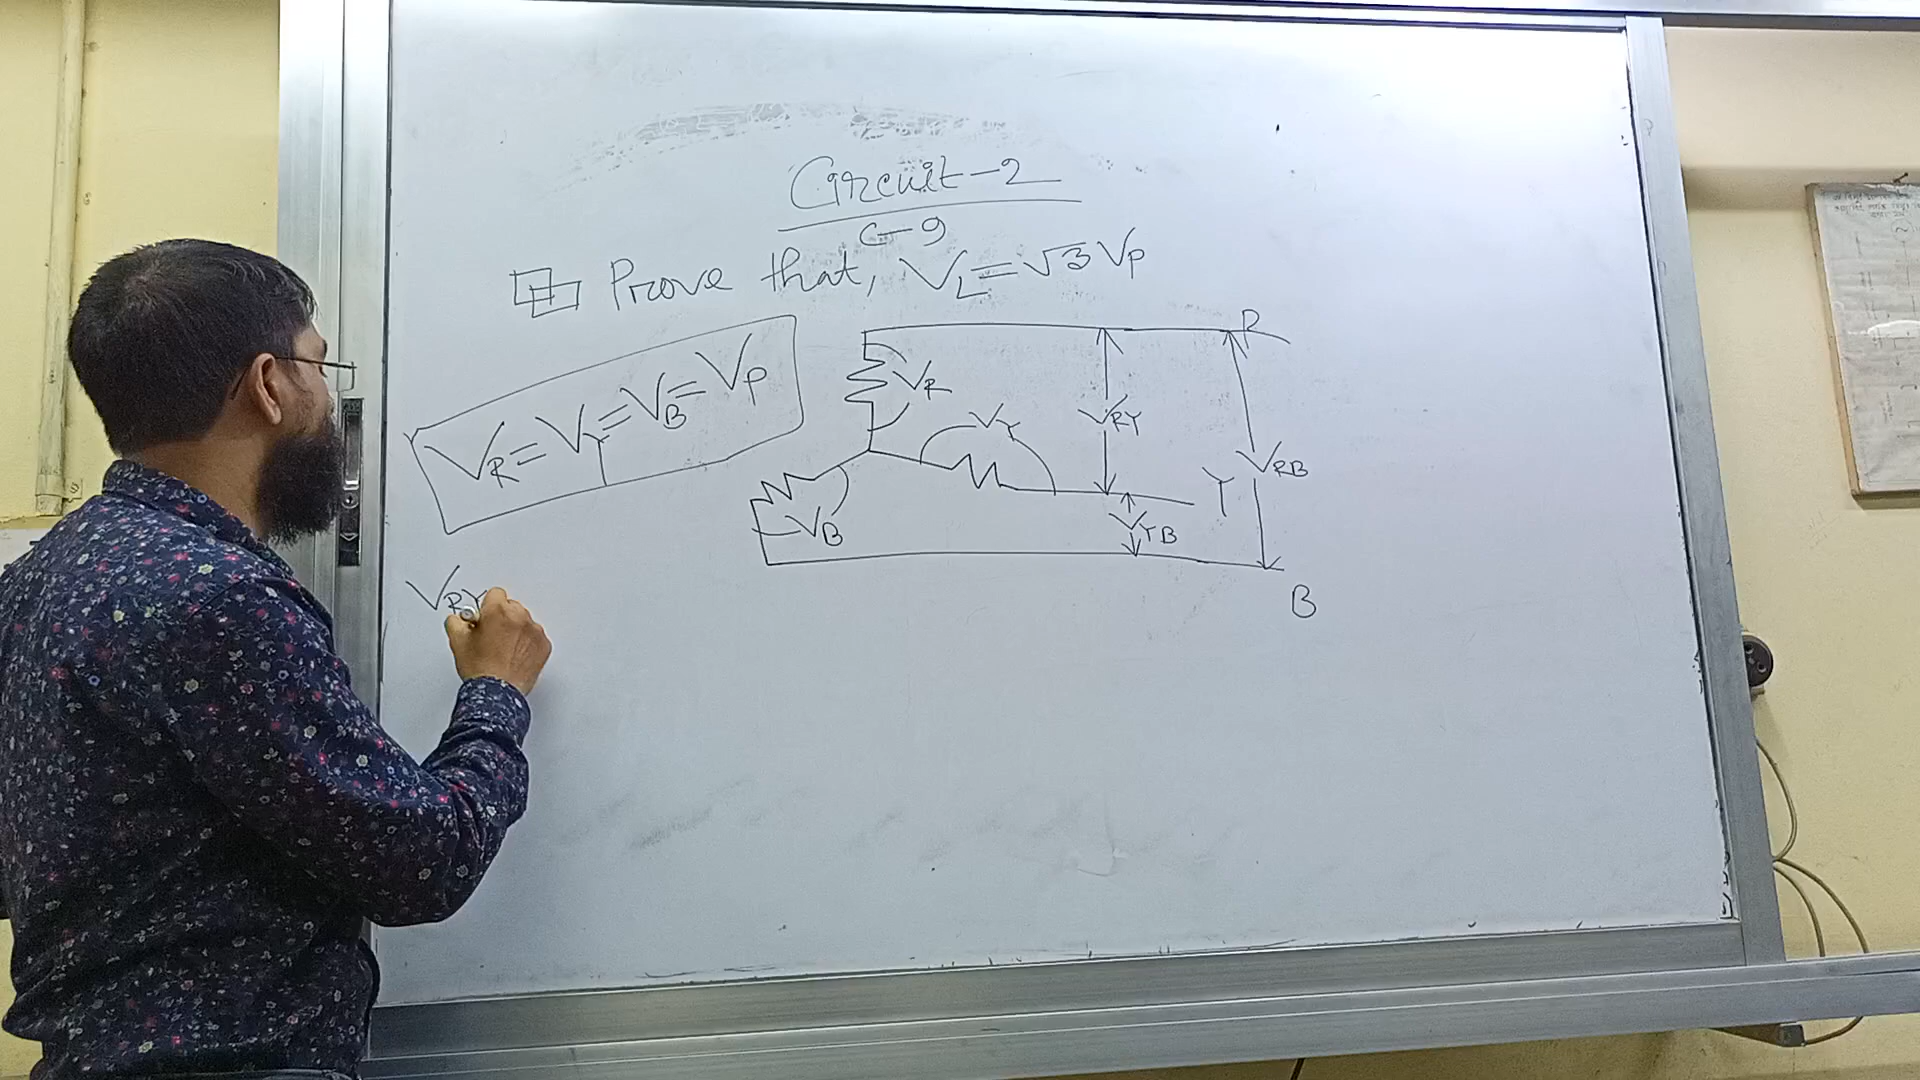 Circuit-2
C-9
Prove that, VL=√3 Vp
VR=VY=VB=Vp
R
VR
VY
VRY
VRB
Y
VB
VYB
B
VRY